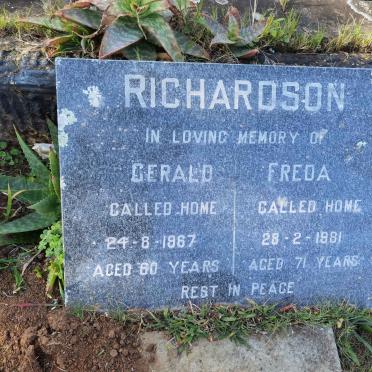 RICHARDSON
IN LOVING MEMORY OF
GERALD FREDA
CALLED HOME CALLED HOME
24-8-1967 28-2-1981
AGED 60 YEARS AGED 71 YEARS
REST IN PEACE